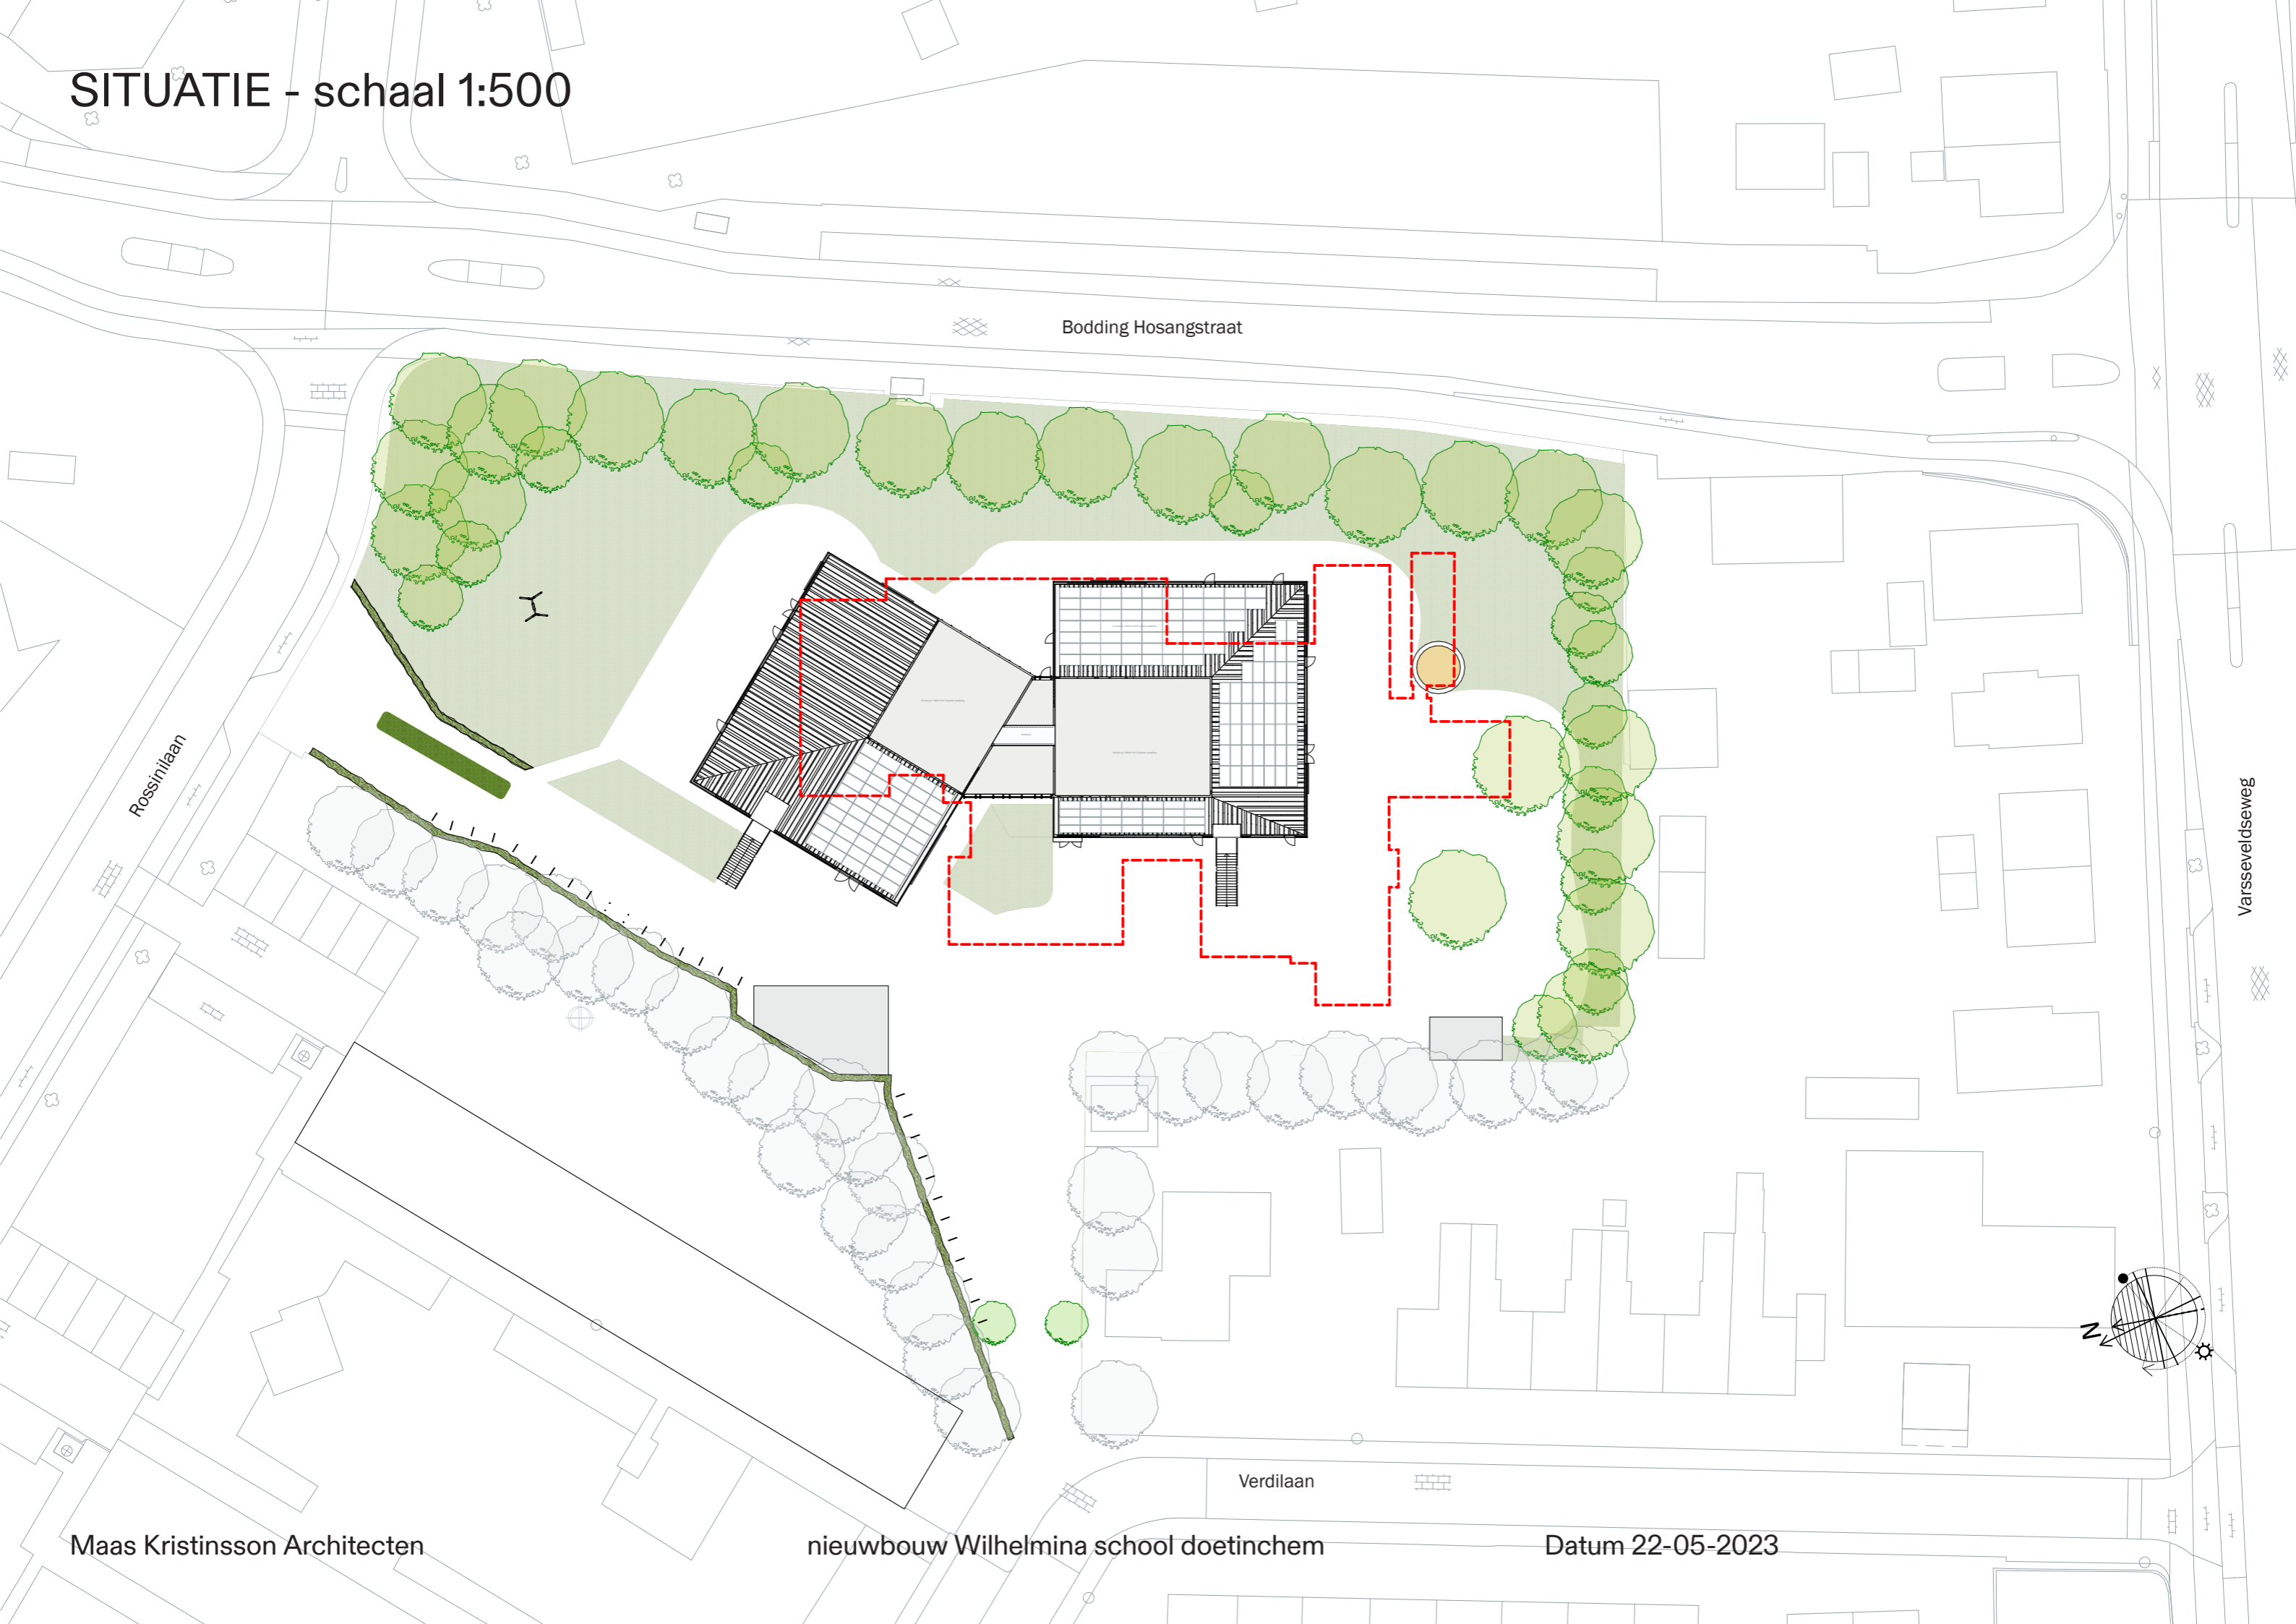 SITUATIE - schaal 1:500
Bodding Hosangstraat
Rossinilaan
Varsseveldseweg
N
Verdilaan
Maas Kristinsson Architecten
nieuwbouw Wilhelmina school doetinchem
Datum 22-05-2023